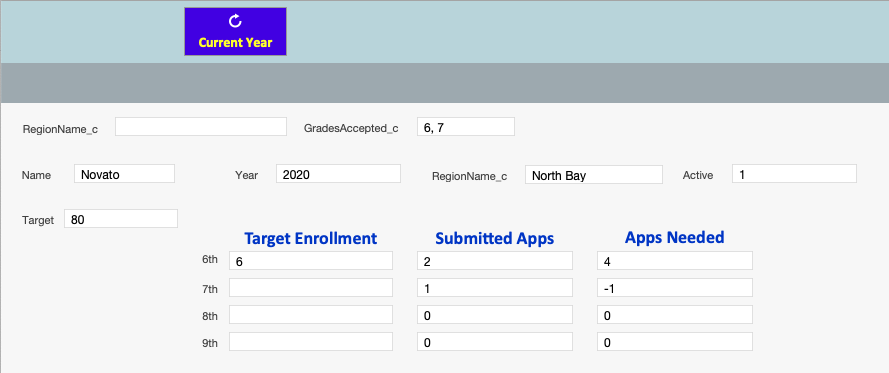 Current Year
RegionName_c GradesAccepted_c 6, 7
Name Novato Year 2020 RegionName_c North Bay Active 1
Target 80
Target Enrollment Submitted Apps Apps Needed
6th 6 2 4
7th 1 -1
8th 0 0
9th 0 0